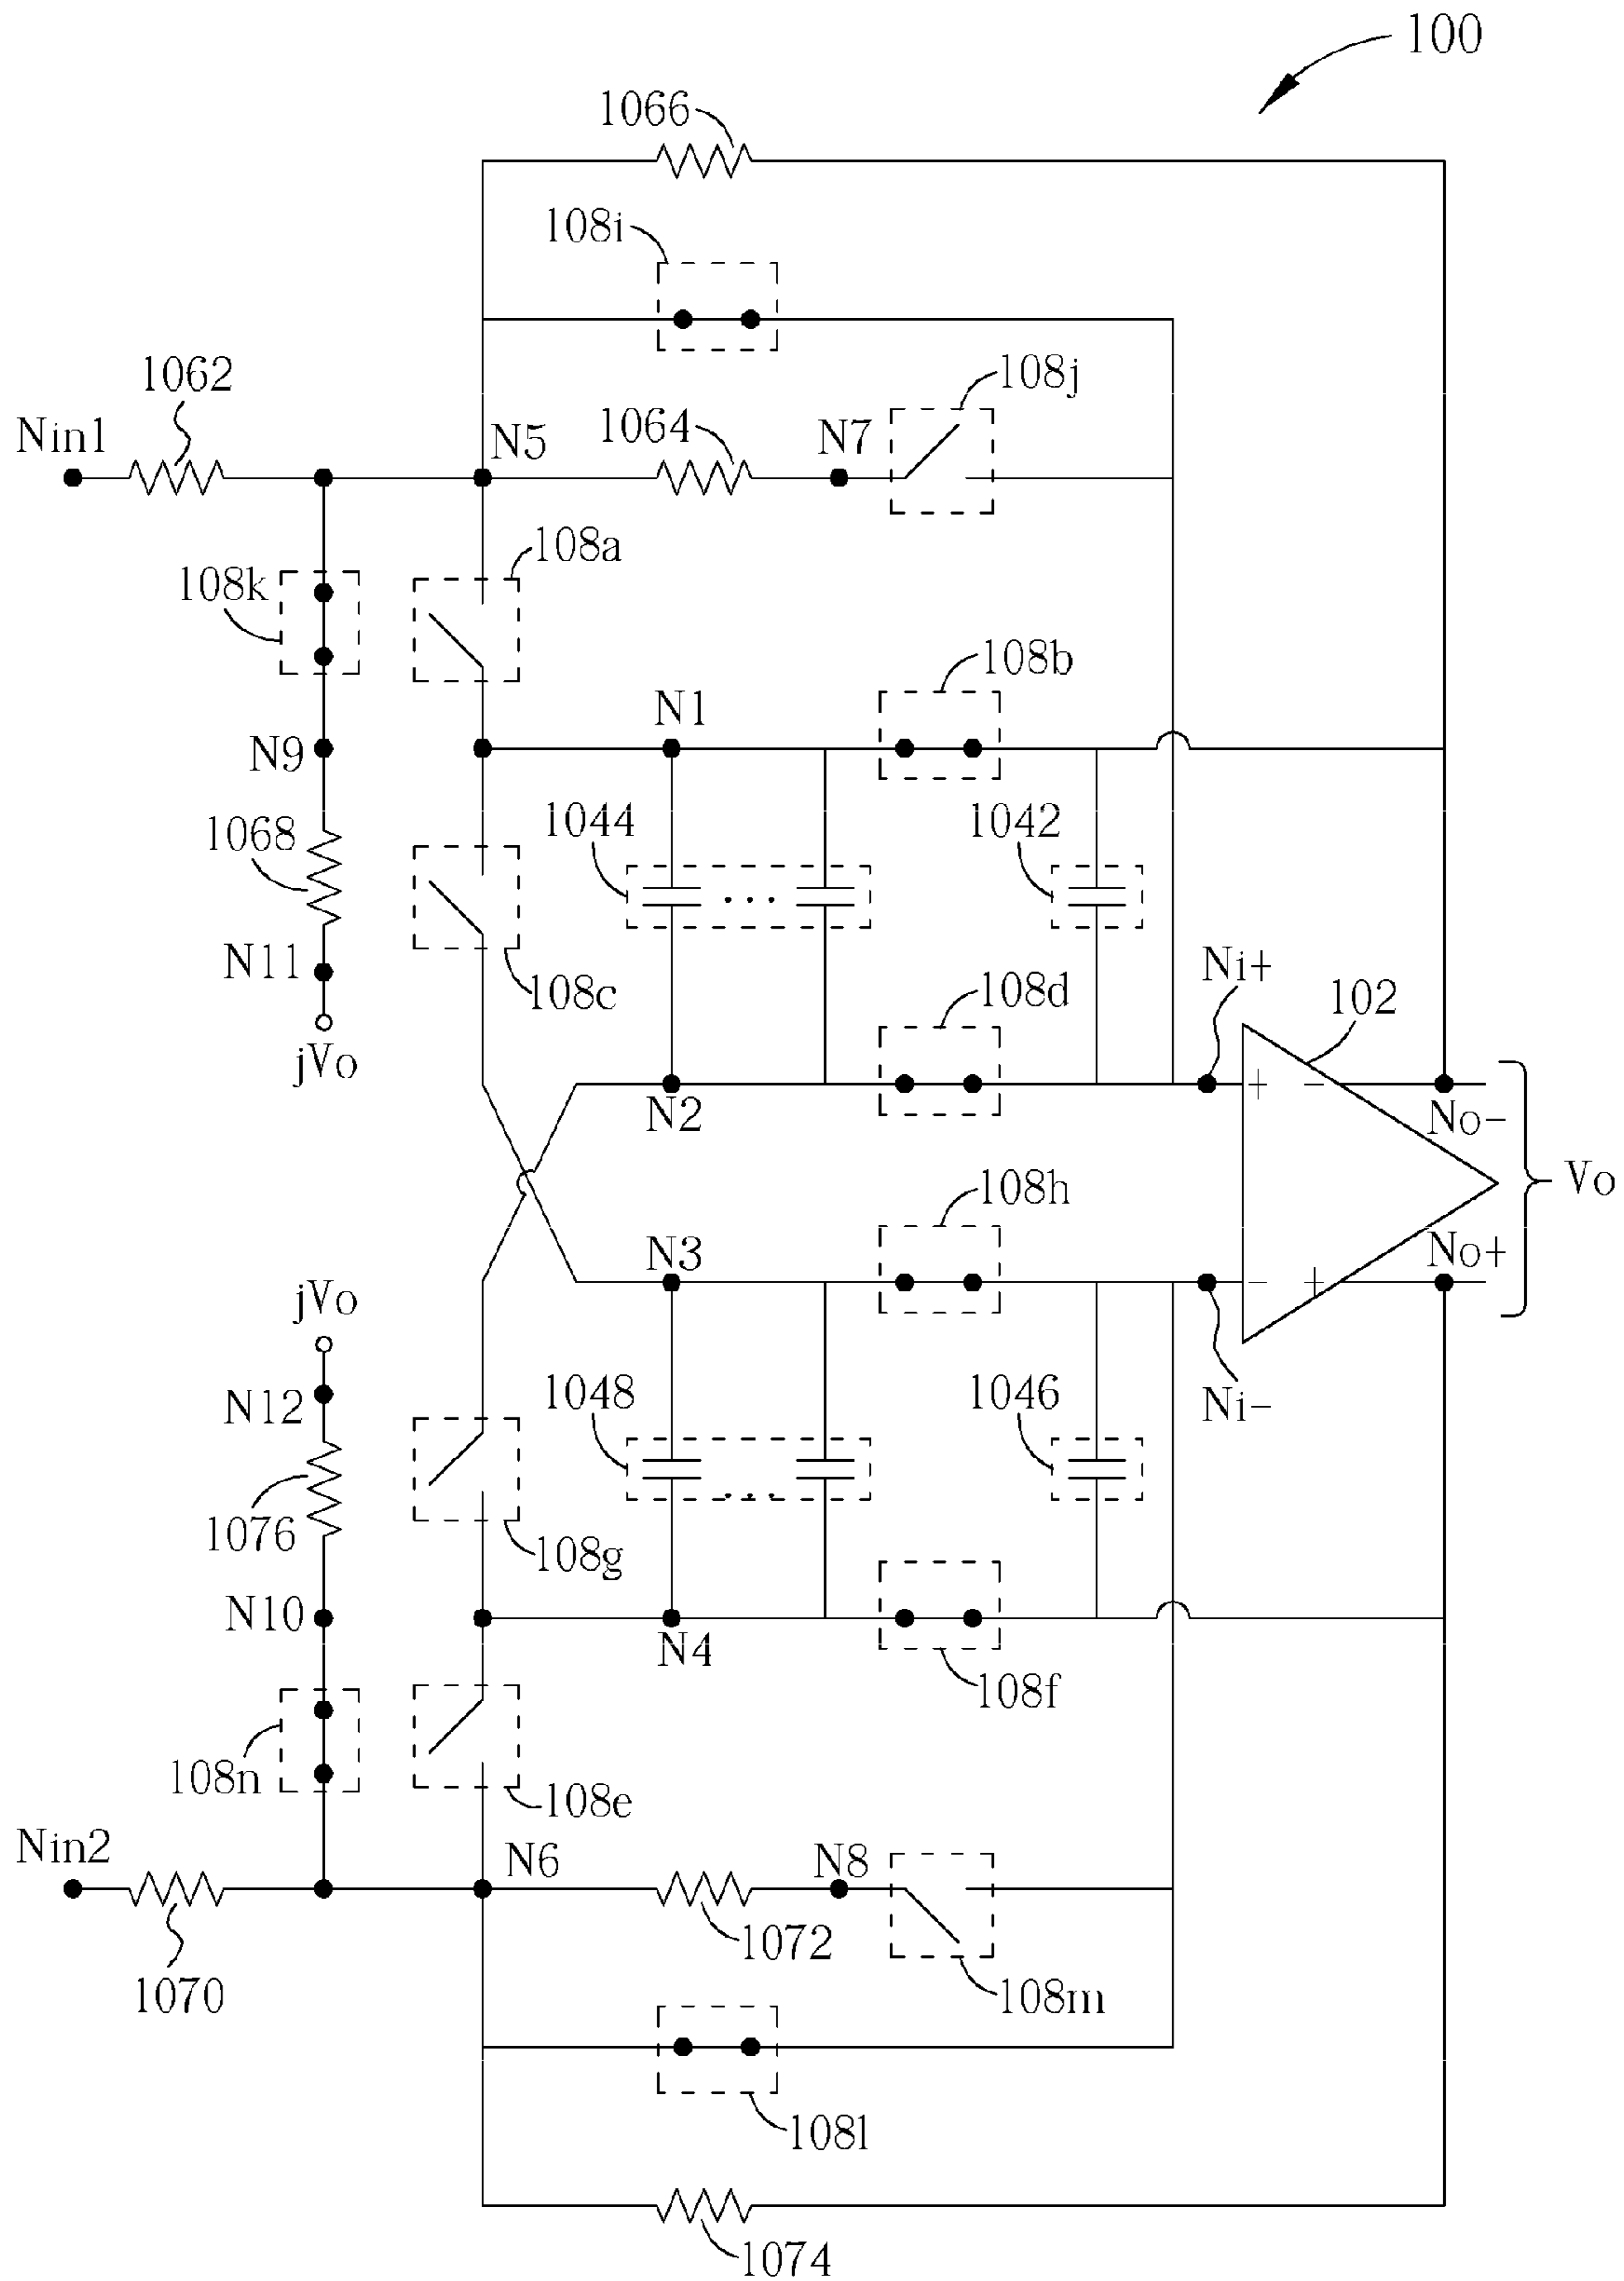 100
1066
108i
1062
108j
Nin1
N5
1064
N7
108a
108k
108b
N1
N9
1044
1042
1068
N11
108c
108d
Ni+
102
jVo
+
−
N2
No−
Vo
108h
N3
No+
−
+
jVo
N12
1048
1046
Ni−
1076
108g
N10
N4
108f
108n
108e
Nin2
N6
N8
1072
1070
108m
108l
1074